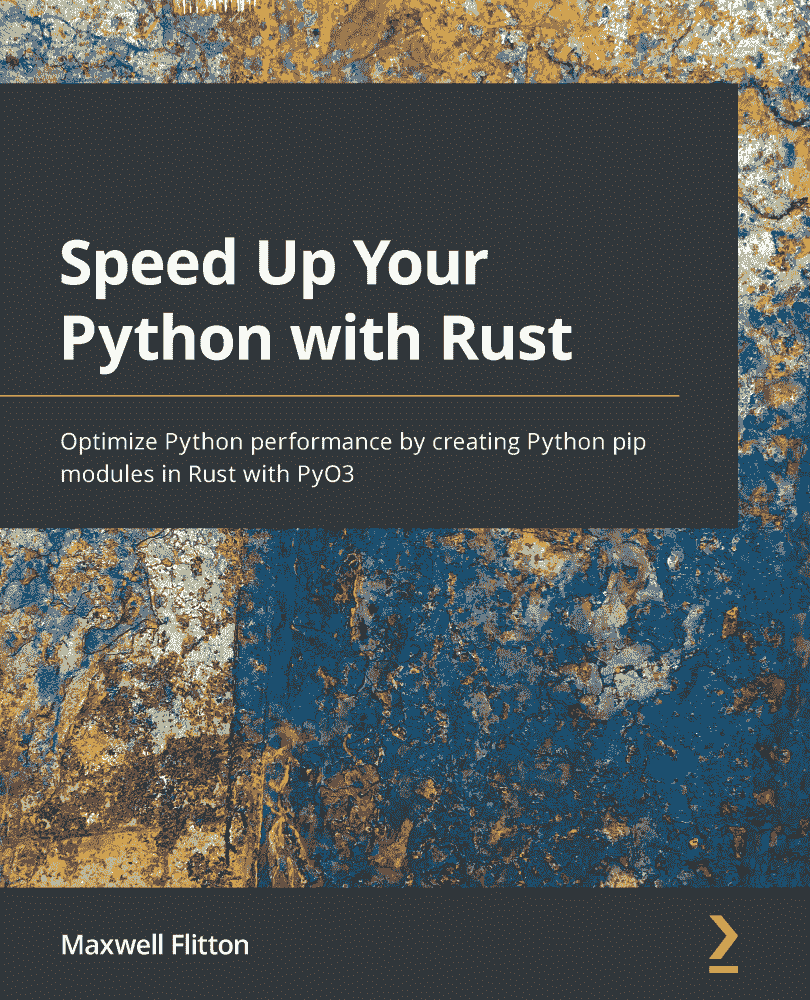 Speed Up Your
Python with Rust
Optimize Python performance by creating Python pip
modules in Rust with PyO3
Maxwell Flitton